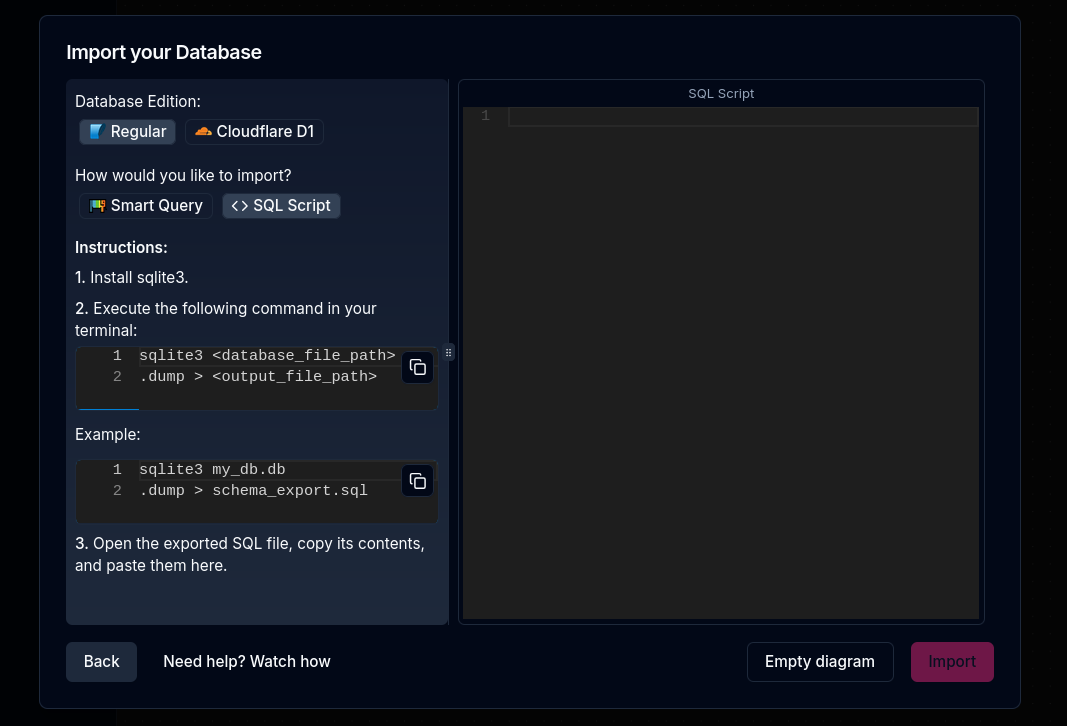 Import your Database
Database Edition:
Regular
Cloudflare D1
How would you like to import?
Smart Query
<> SQL Script
Instructions:
1. Install sqlite3.
2. Execute the following command in your
terminal:
1 sqlite3 <database_file_path>
2 .dump > <output_file_path>
Example:
1 sqlite3 my_db.db
2 .dump > schema_export.sql
3. Open the exported SQL file, copy its contents,
and paste them here.
SQL Script
1
Back
Need help? Watch how
Empty diagram
Import